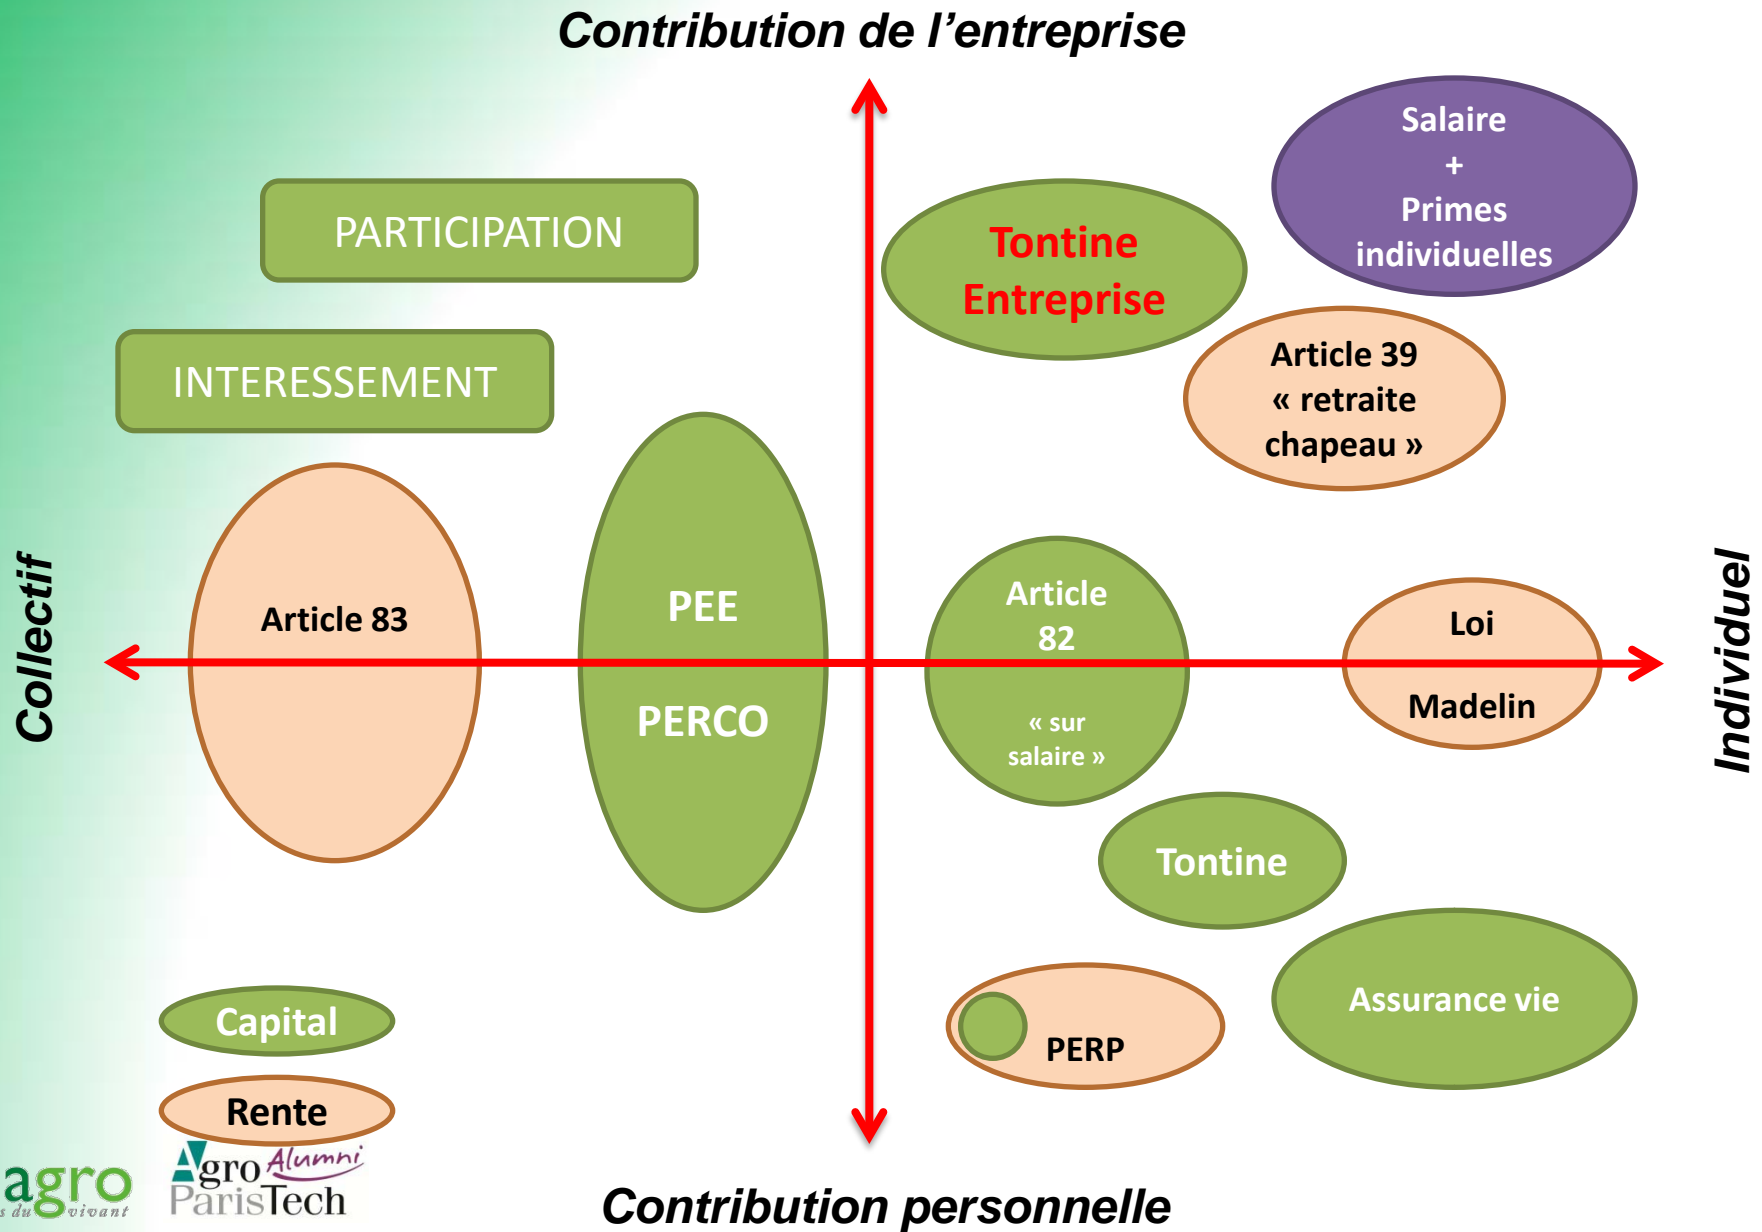 Contribution de l’entreprise
Salaire
+
Primes
individuelles
PARTICIPATION
Tontine
Entreprise
INTERESSEMENT
Article 39
« retraite
chapeau »
Collectif
Individuel
Article 83
PEE
PERCO
Article
82
« sur
salaire »
Loi
Madelin
Tontine
Assurance vie
PERP
Capital
Rente
agro
s du vivant
Agro Alumni
ParisTech
Contribution personnelle